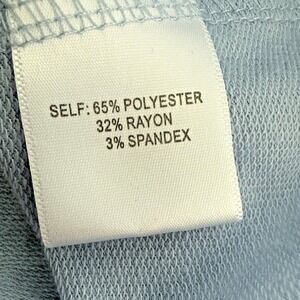 SELF: 65% POLYESTER
32% RAYON
3% SPANDEX